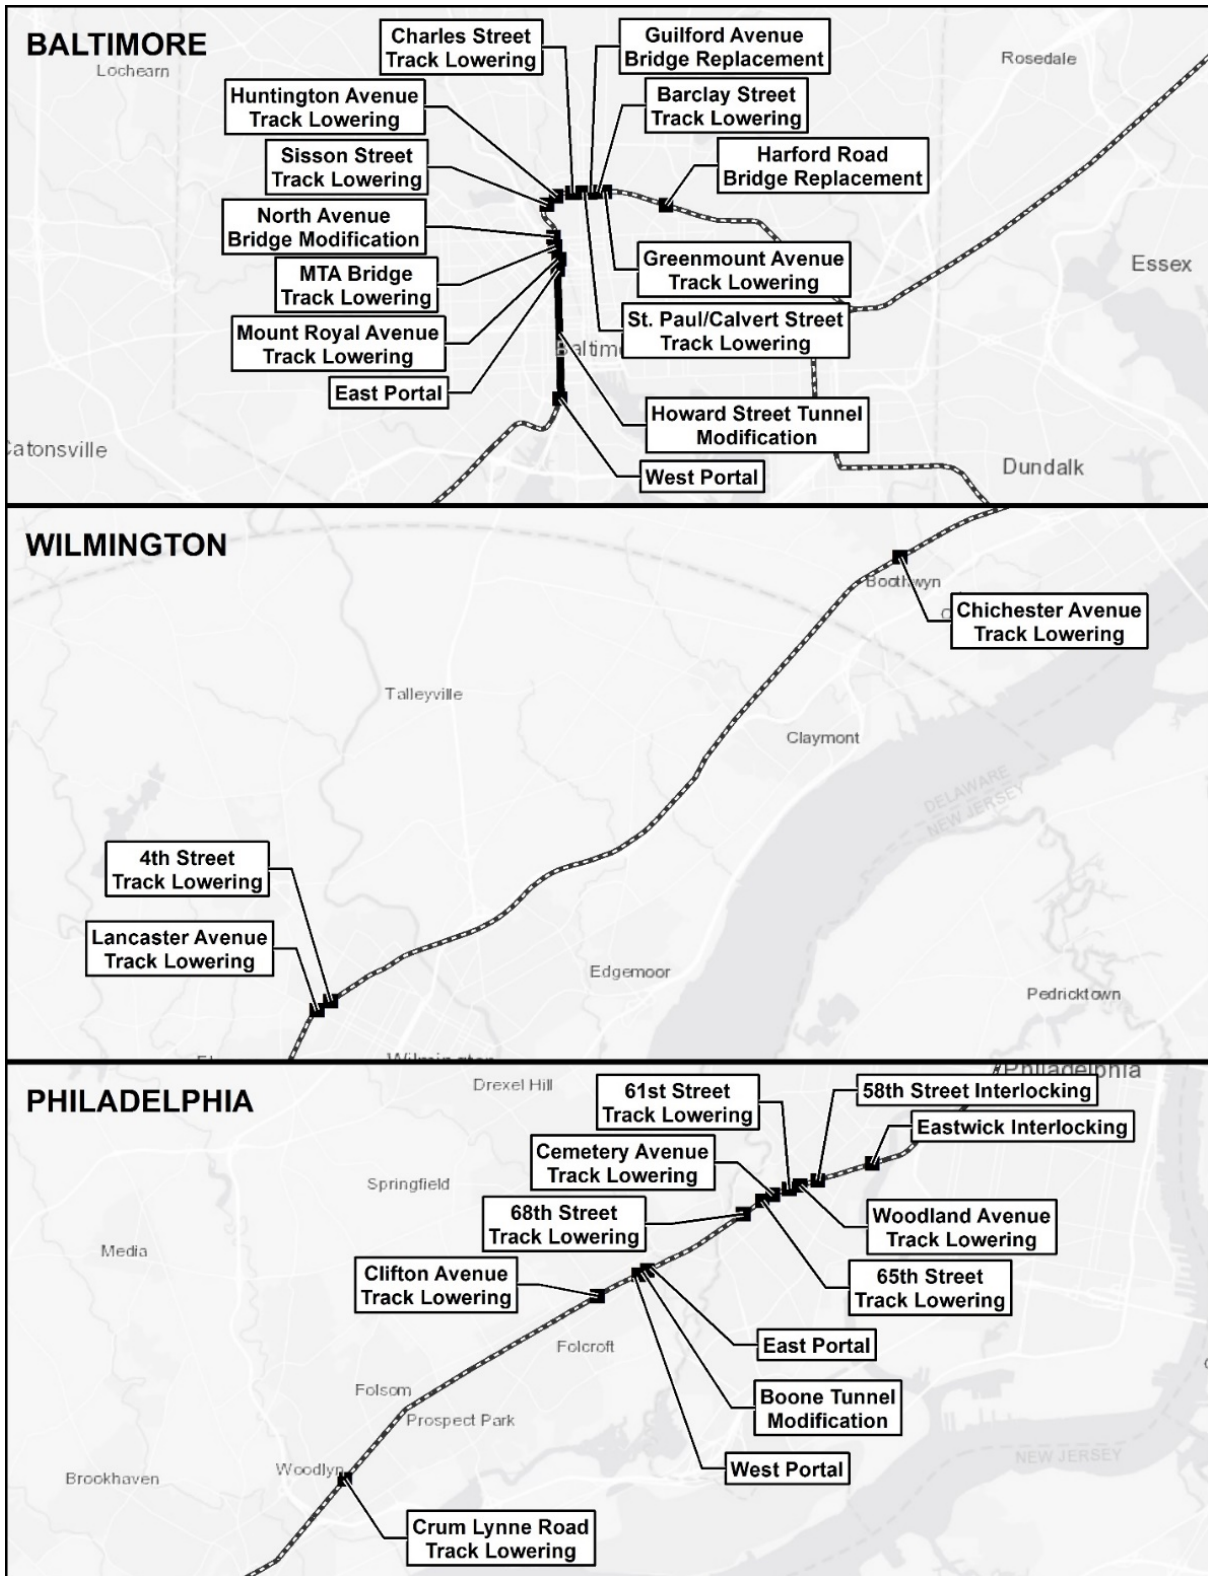 BALTIMORE
Lochearn
Charles Street
Track Lowering
Guilford Avenue
Bridge Replacement
Rosedale
Huntington Avenue
Track Lowering
Barclay Street
Track Lowering
Sisson Street
Track Lowering
Harford Road
Bridge Replacement
North Avenue
Bridge Modification
MTA Bridge
Track Lowering
Greenmount Avenue
Track Lowering
Essex
Mount Royal Avenue
Track Lowering
St. Paul/Calvert Street
Track Lowering
East Portal
Howard Street Tunnel
Modification
Catonsville
West Portal
Dundalk
WILMINGTON
Boothwyn
Chichester Avenue
Track Lowering
Talleyville
Claymont
DELAWARE
NEW JERSEY
4th Street
Track Lowering
Lancaster Avenue
Track Lowering
Edgemoor
Pedricktown
Wilmington
PHILADELPHIA
Drexel Hill
Philadelphia
61st Street
Track Lowering
58th Street Interlocking
Eastwick Interlocking
Cemetery Avenue
Track Lowering
Springfield
68th Street
Track Lowering
Woodland Avenue
Track Lowering
Media
Clifton Avenue
Track Lowering
65th Street
Track Lowering
Folcroft
East Portal
Folsom
Prospect Park
Boone Tunnel
Modification
Woodlyn
Brookhaven
West Portal
NEW JERSEY
Crum Lynne Road
Track Lowering